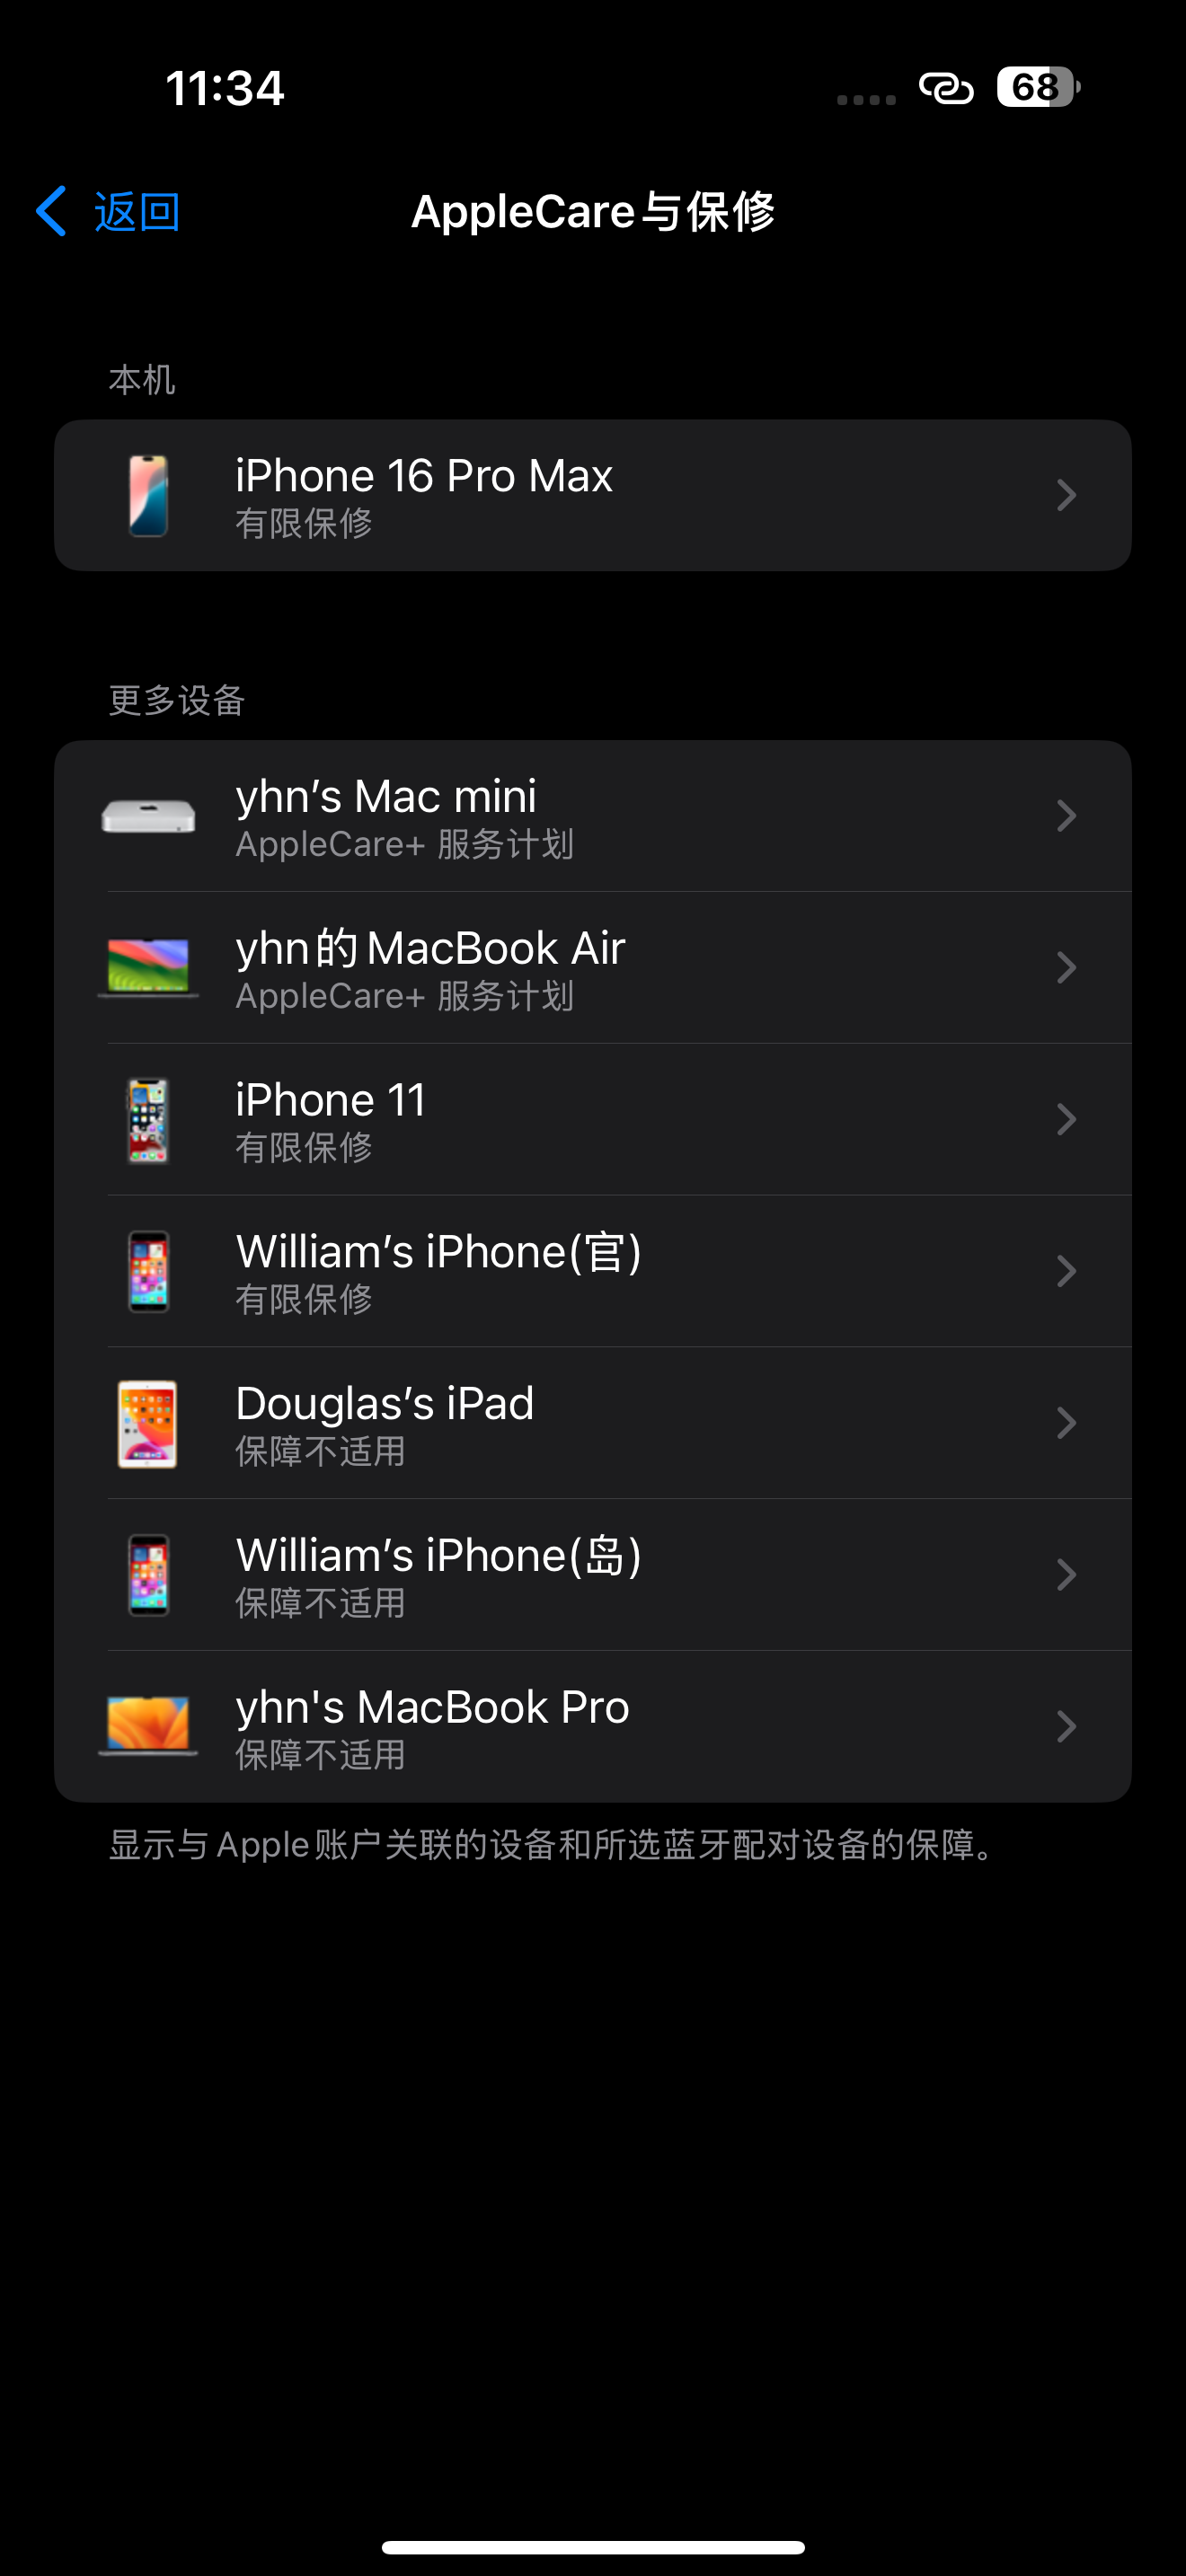 11:34
68
返回
AppleCare与保修
本机
iPhone 16 Pro Max
有限保修
更多设备
yhn’s Mac mini
AppleCare+ 服务计划
yhn的MacBook Air
AppleCare+ 服务计划
iPhone 11
有限保修
William’s iPhone(官)
有限保修
Douglas’s iPad
保障不适用
William’s iPhone(岛)
保障不适用
yhn's MacBook Pro
保障不适用
显示与Apple账户关联的设备和所选蓝牙配对设备的保障。